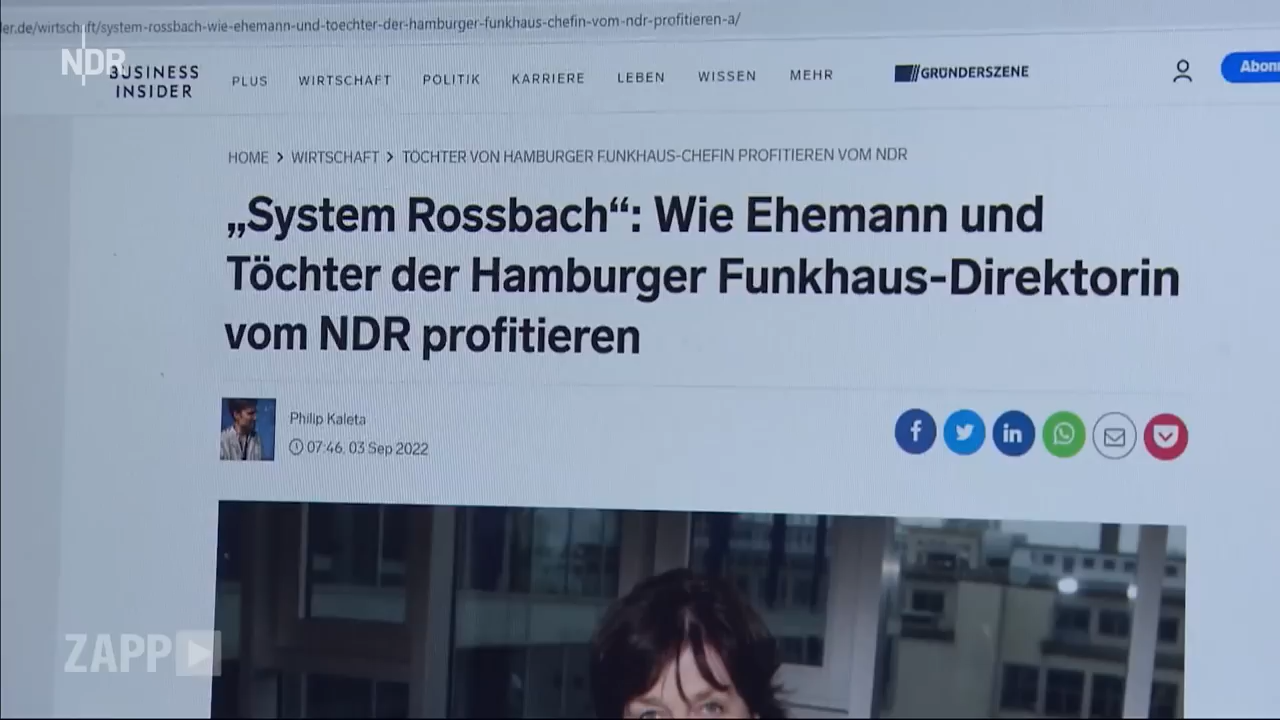 ler.de/wirtschaft/system-rossbach-wie-ehemann-und-toechter-der-hamburger-funkhaus-chefin-vom-ndr-profitieren-a/
NDR
BUSINESS
INSIDER
PLUS WIRTSCHAFT POLITIK KARRIERE LEBEN WISSEN MEHR
GRÜNDERSZENE
Abon
HOME > WIRTSCHAFT > TÖCHTER VON HAMBURGER FUNKHAUS-CHEFIN PROFITIEREN VOM NDR
„System Rossbach“: Wie Ehemann und
Töchter der Hamburger Funkhaus-Direktorin
vom NDR profitieren
Philip Kaleta
07:46, 03 Sep 2022
f
in
ZAPP